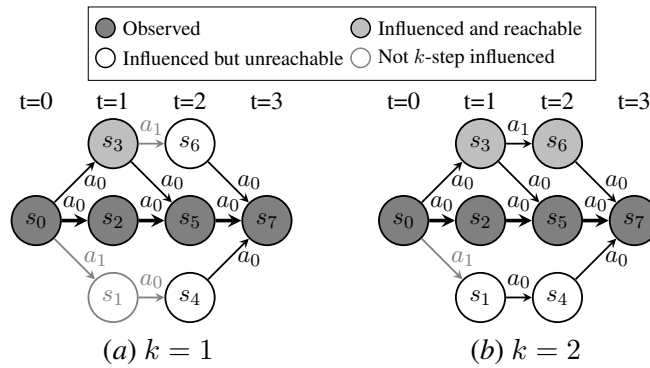 Observed
Influenced and reachable
Influenced but unreachable
Not k-step influenced
t=0 t=1 t=2 t=3
t=0 t=1 t=2 t=3
a₁
s₃ s₆
a₀ a₀ a₀
a₀ a₀ a₀
s₀ s₂ s₅ s₇
a₁ a₀ a₀
s₁ s₄
(a) k = 1
a₁
s₃ s₆
a₀ a₀ a₀
a₀ a₀ a₀
s₀ s₂ s₅ s₇
a₁ a₀ a₀
s₁ s₄
(b) k = 2